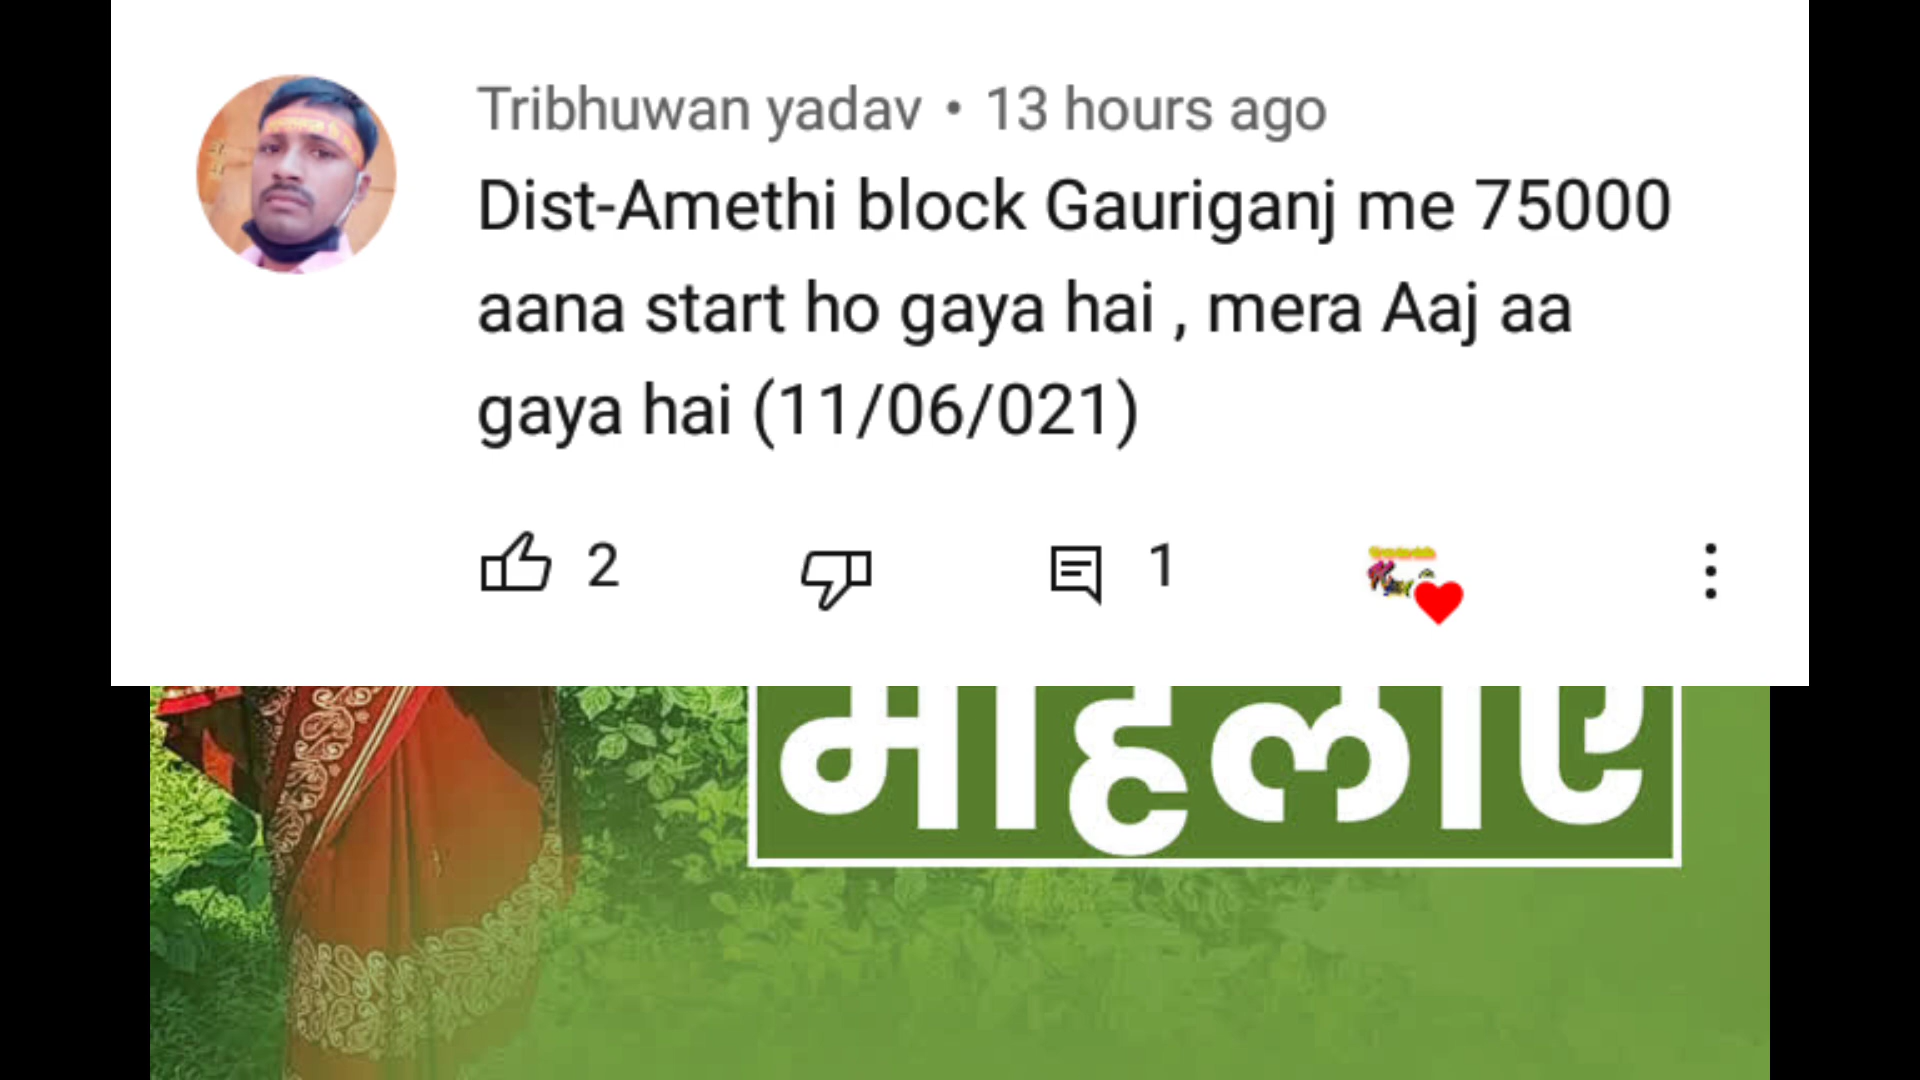 Tribhuwan yadav • 13 hours ago
Dist-Amethi block Gauriganj me 75000
aana start ho gaya hai , mera Aaj aa
gaya hai (11/06/021)
2
1
महिलाएं